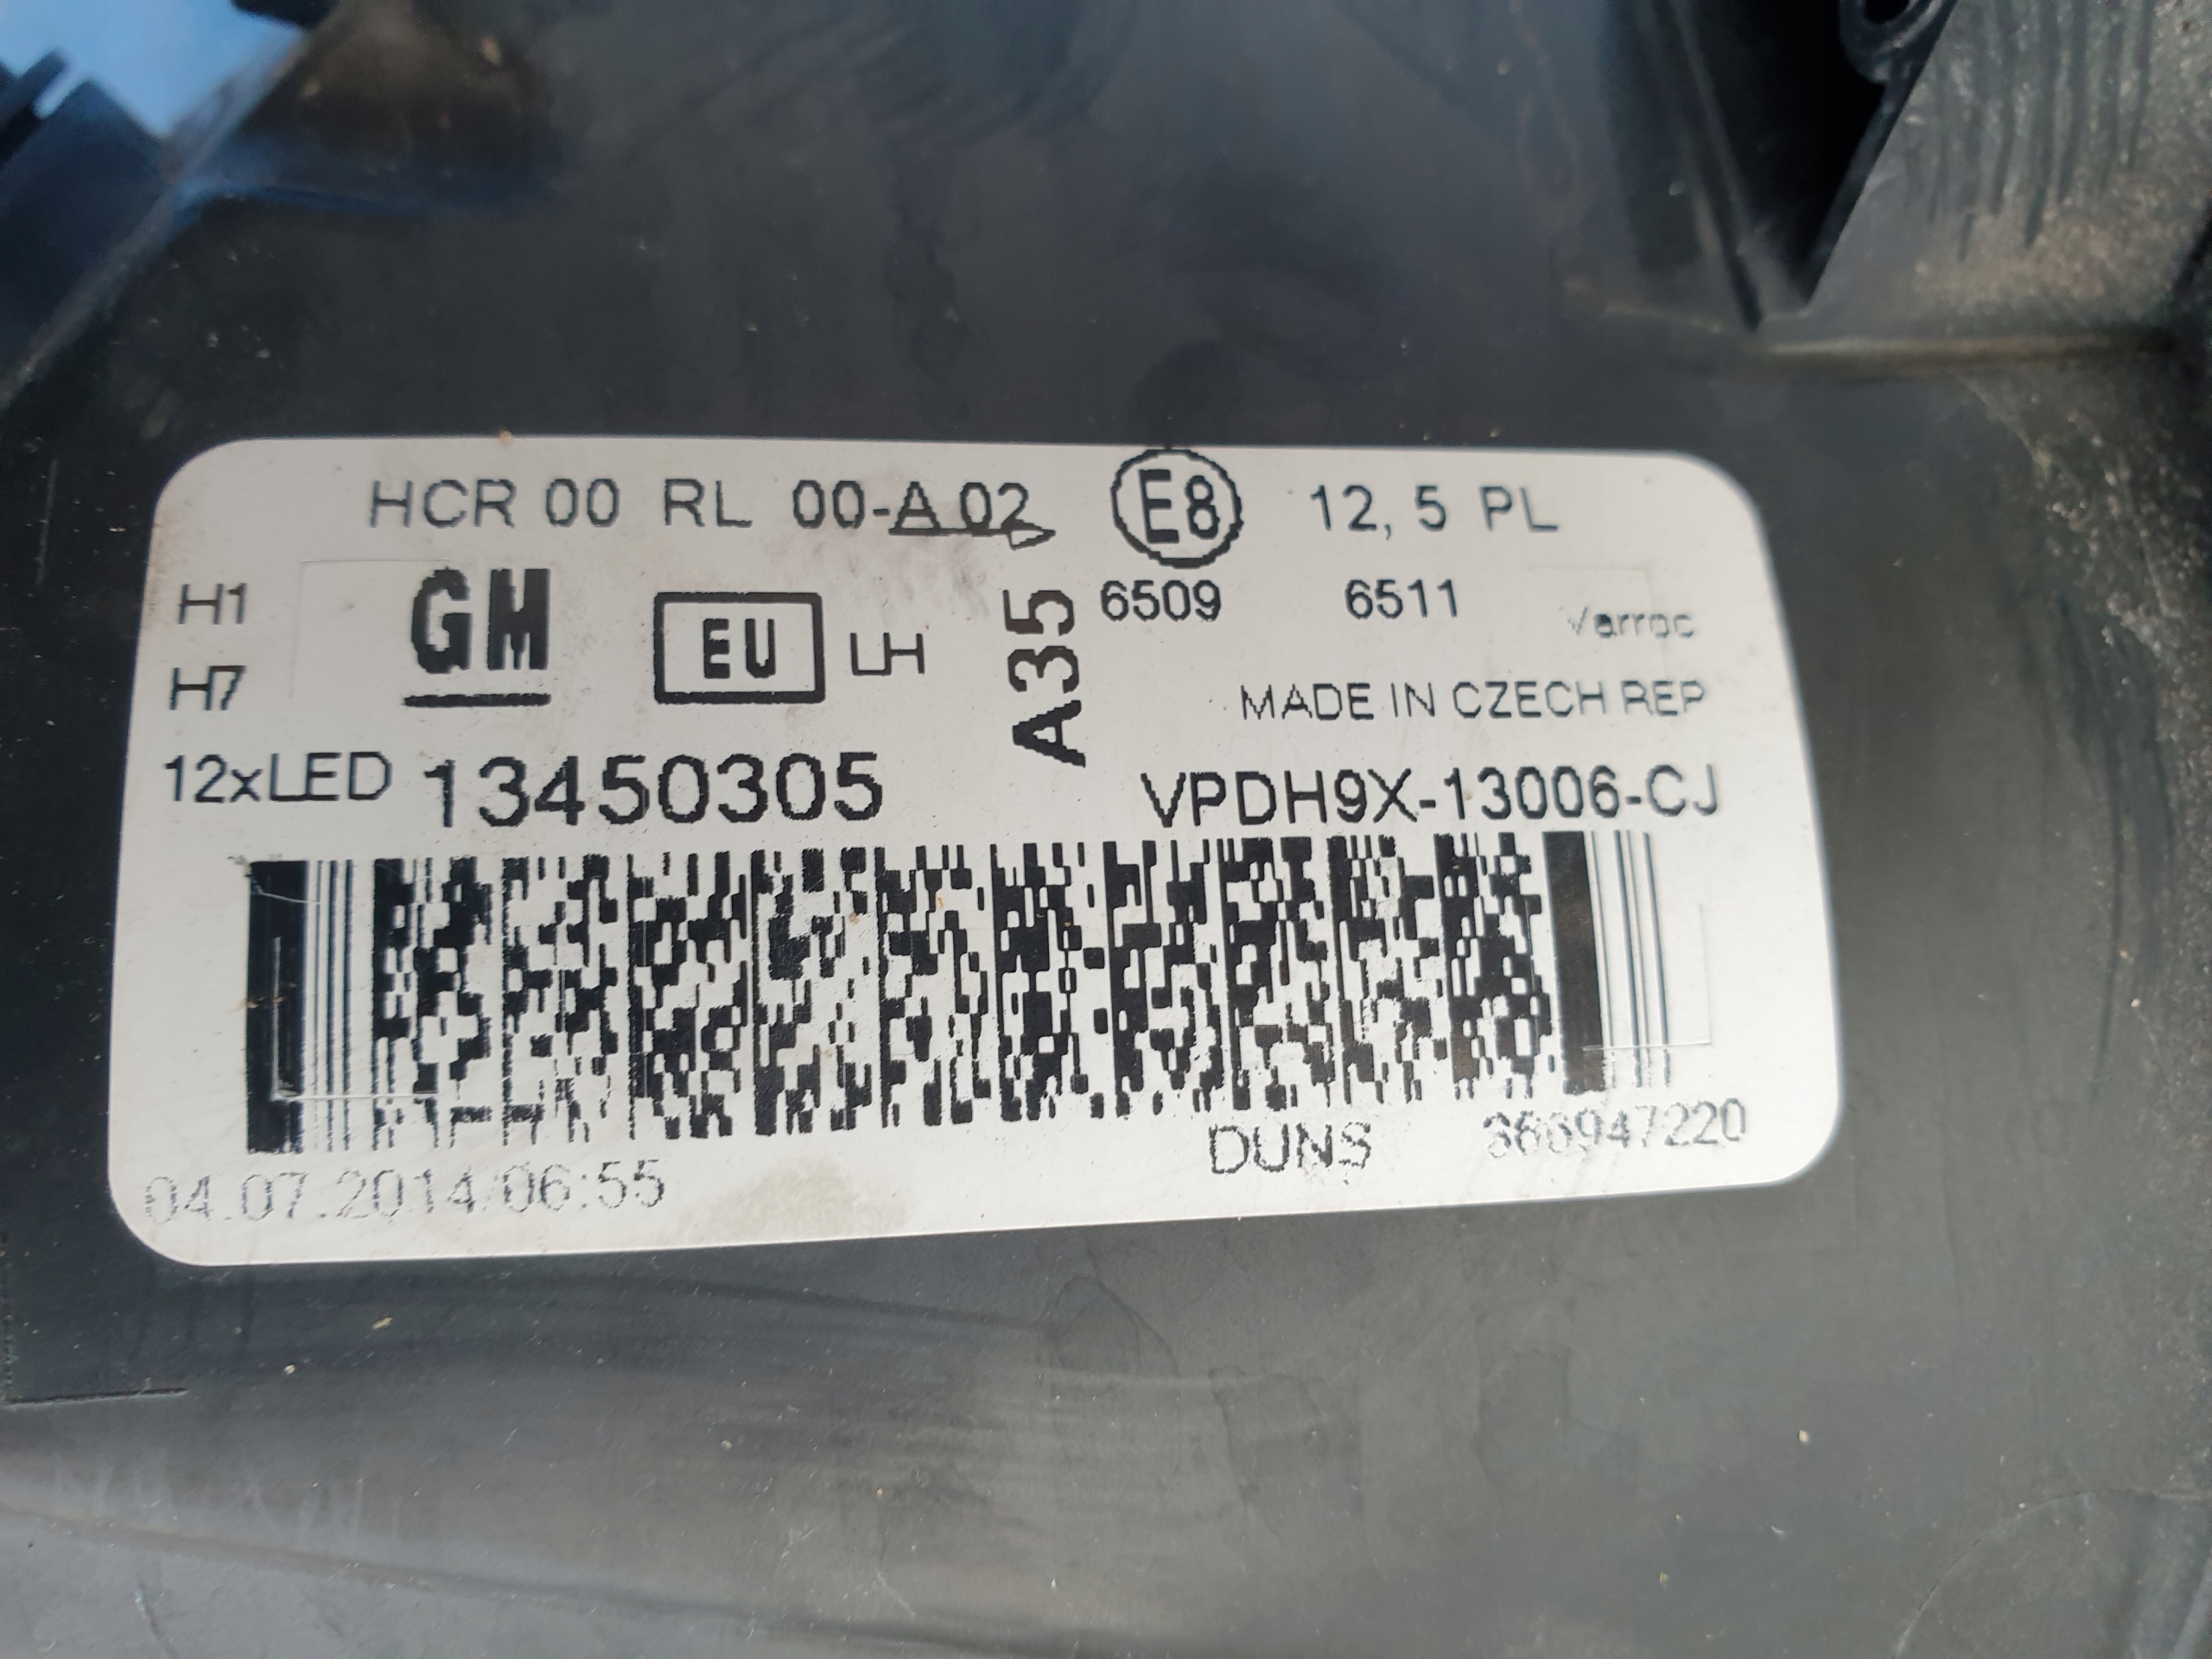 HCR 00 RL 00-A 02 E8 12, 5 PL
H1 GM EU LH A35 6509 6511 Varroc
H7 MADE IN CZECH REP
12xLED 13450305 VPDH9X-13006-CJ
DUNS 366947220
04.07.2014/06:55